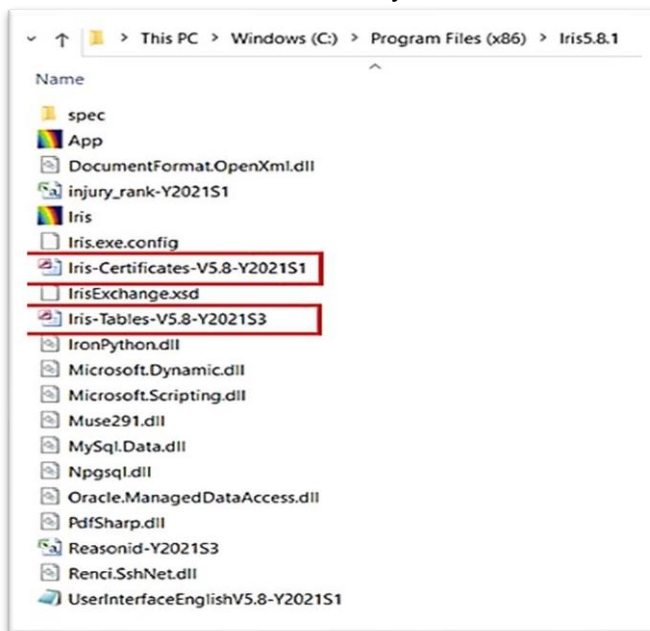 > This PC > Windows (C:) > Program Files (x86) > Iris5.8.1
Name
spec
App
DocumentFormat.OpenXml.dll
injury_rank-Y2021S1
Iris
Iris.exe.config
Iris-Certificates-V5.8-Y2021S1
IrisExchange.xsd
Iris-Tables-V5.8-Y2021S3
IronPython.dll
Microsoft.Dynamic.dll
Microsoft.Scripting.dll
Muse291.dll
MySql.Data.dll
Npgsql.dll
Oracle.ManagedDataAccess.dll
PdfSharp.dll
Reasonid-Y2021S3
Renci.SshNet.dll
UserInterfaceEnglishV5.8-Y2021S1